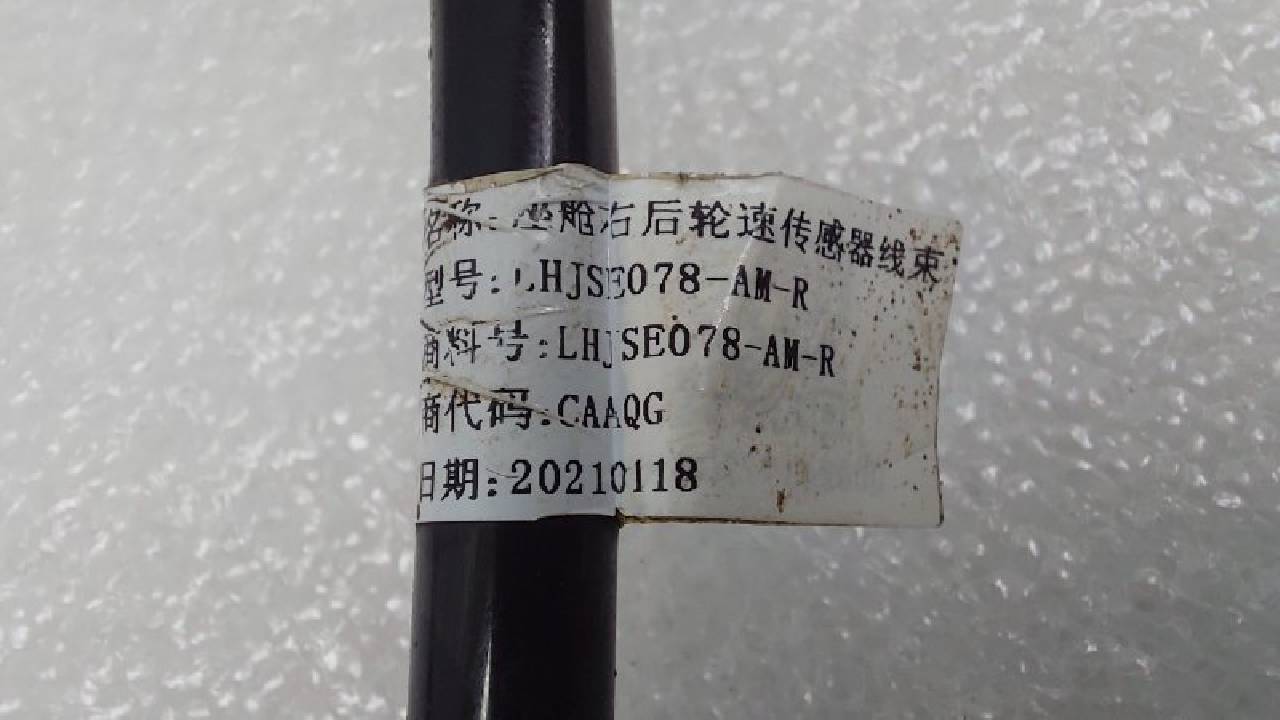 名称:座舱右后轮速传感器线束
型号:LHJSE078-AM-R
商料号:LHJSE078-AM-R
商代码:CAAQG
日期:20210118